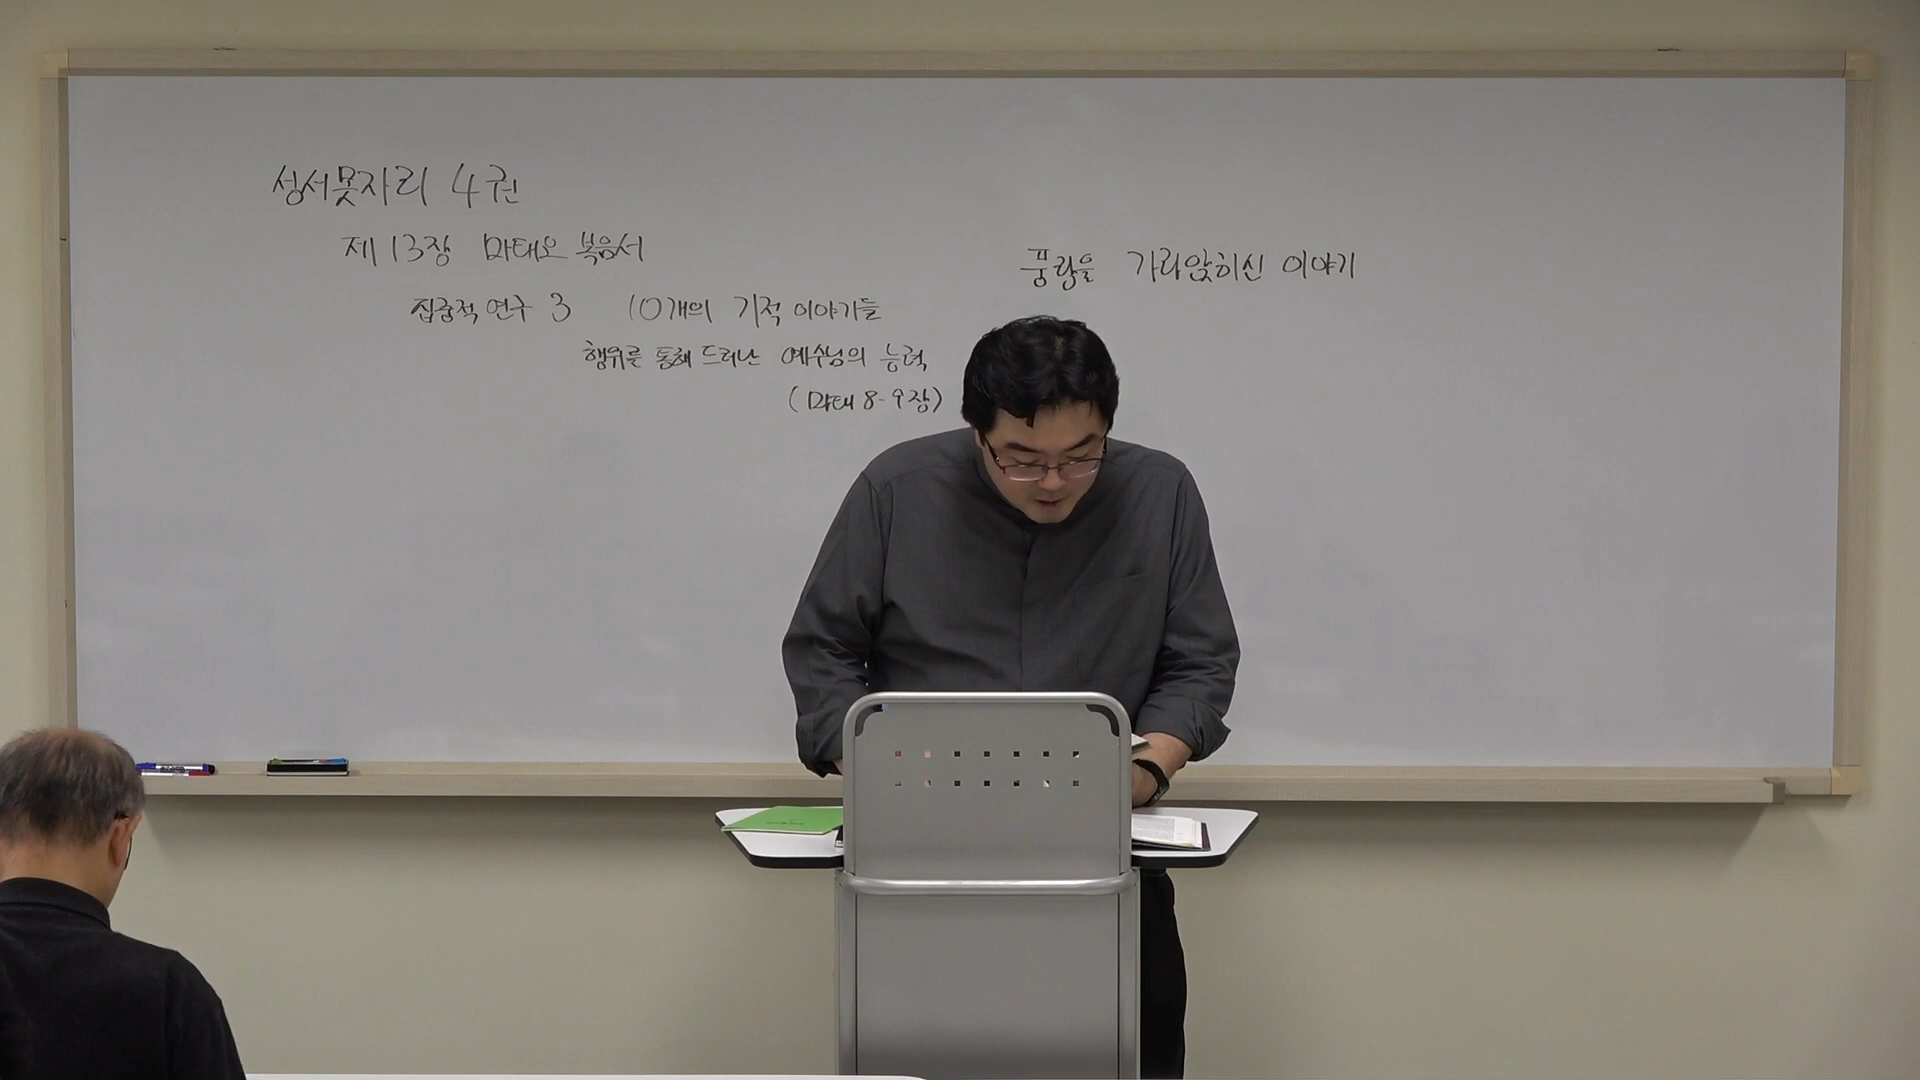 성서못자리 4권
제13장 마태오 복음서
집중적 연구 3 10개의 기적 이야기들
행위를 통해 드러난 예수님의 능력
(마태 8-9장)
풍랑을 가라앉히신 이야기